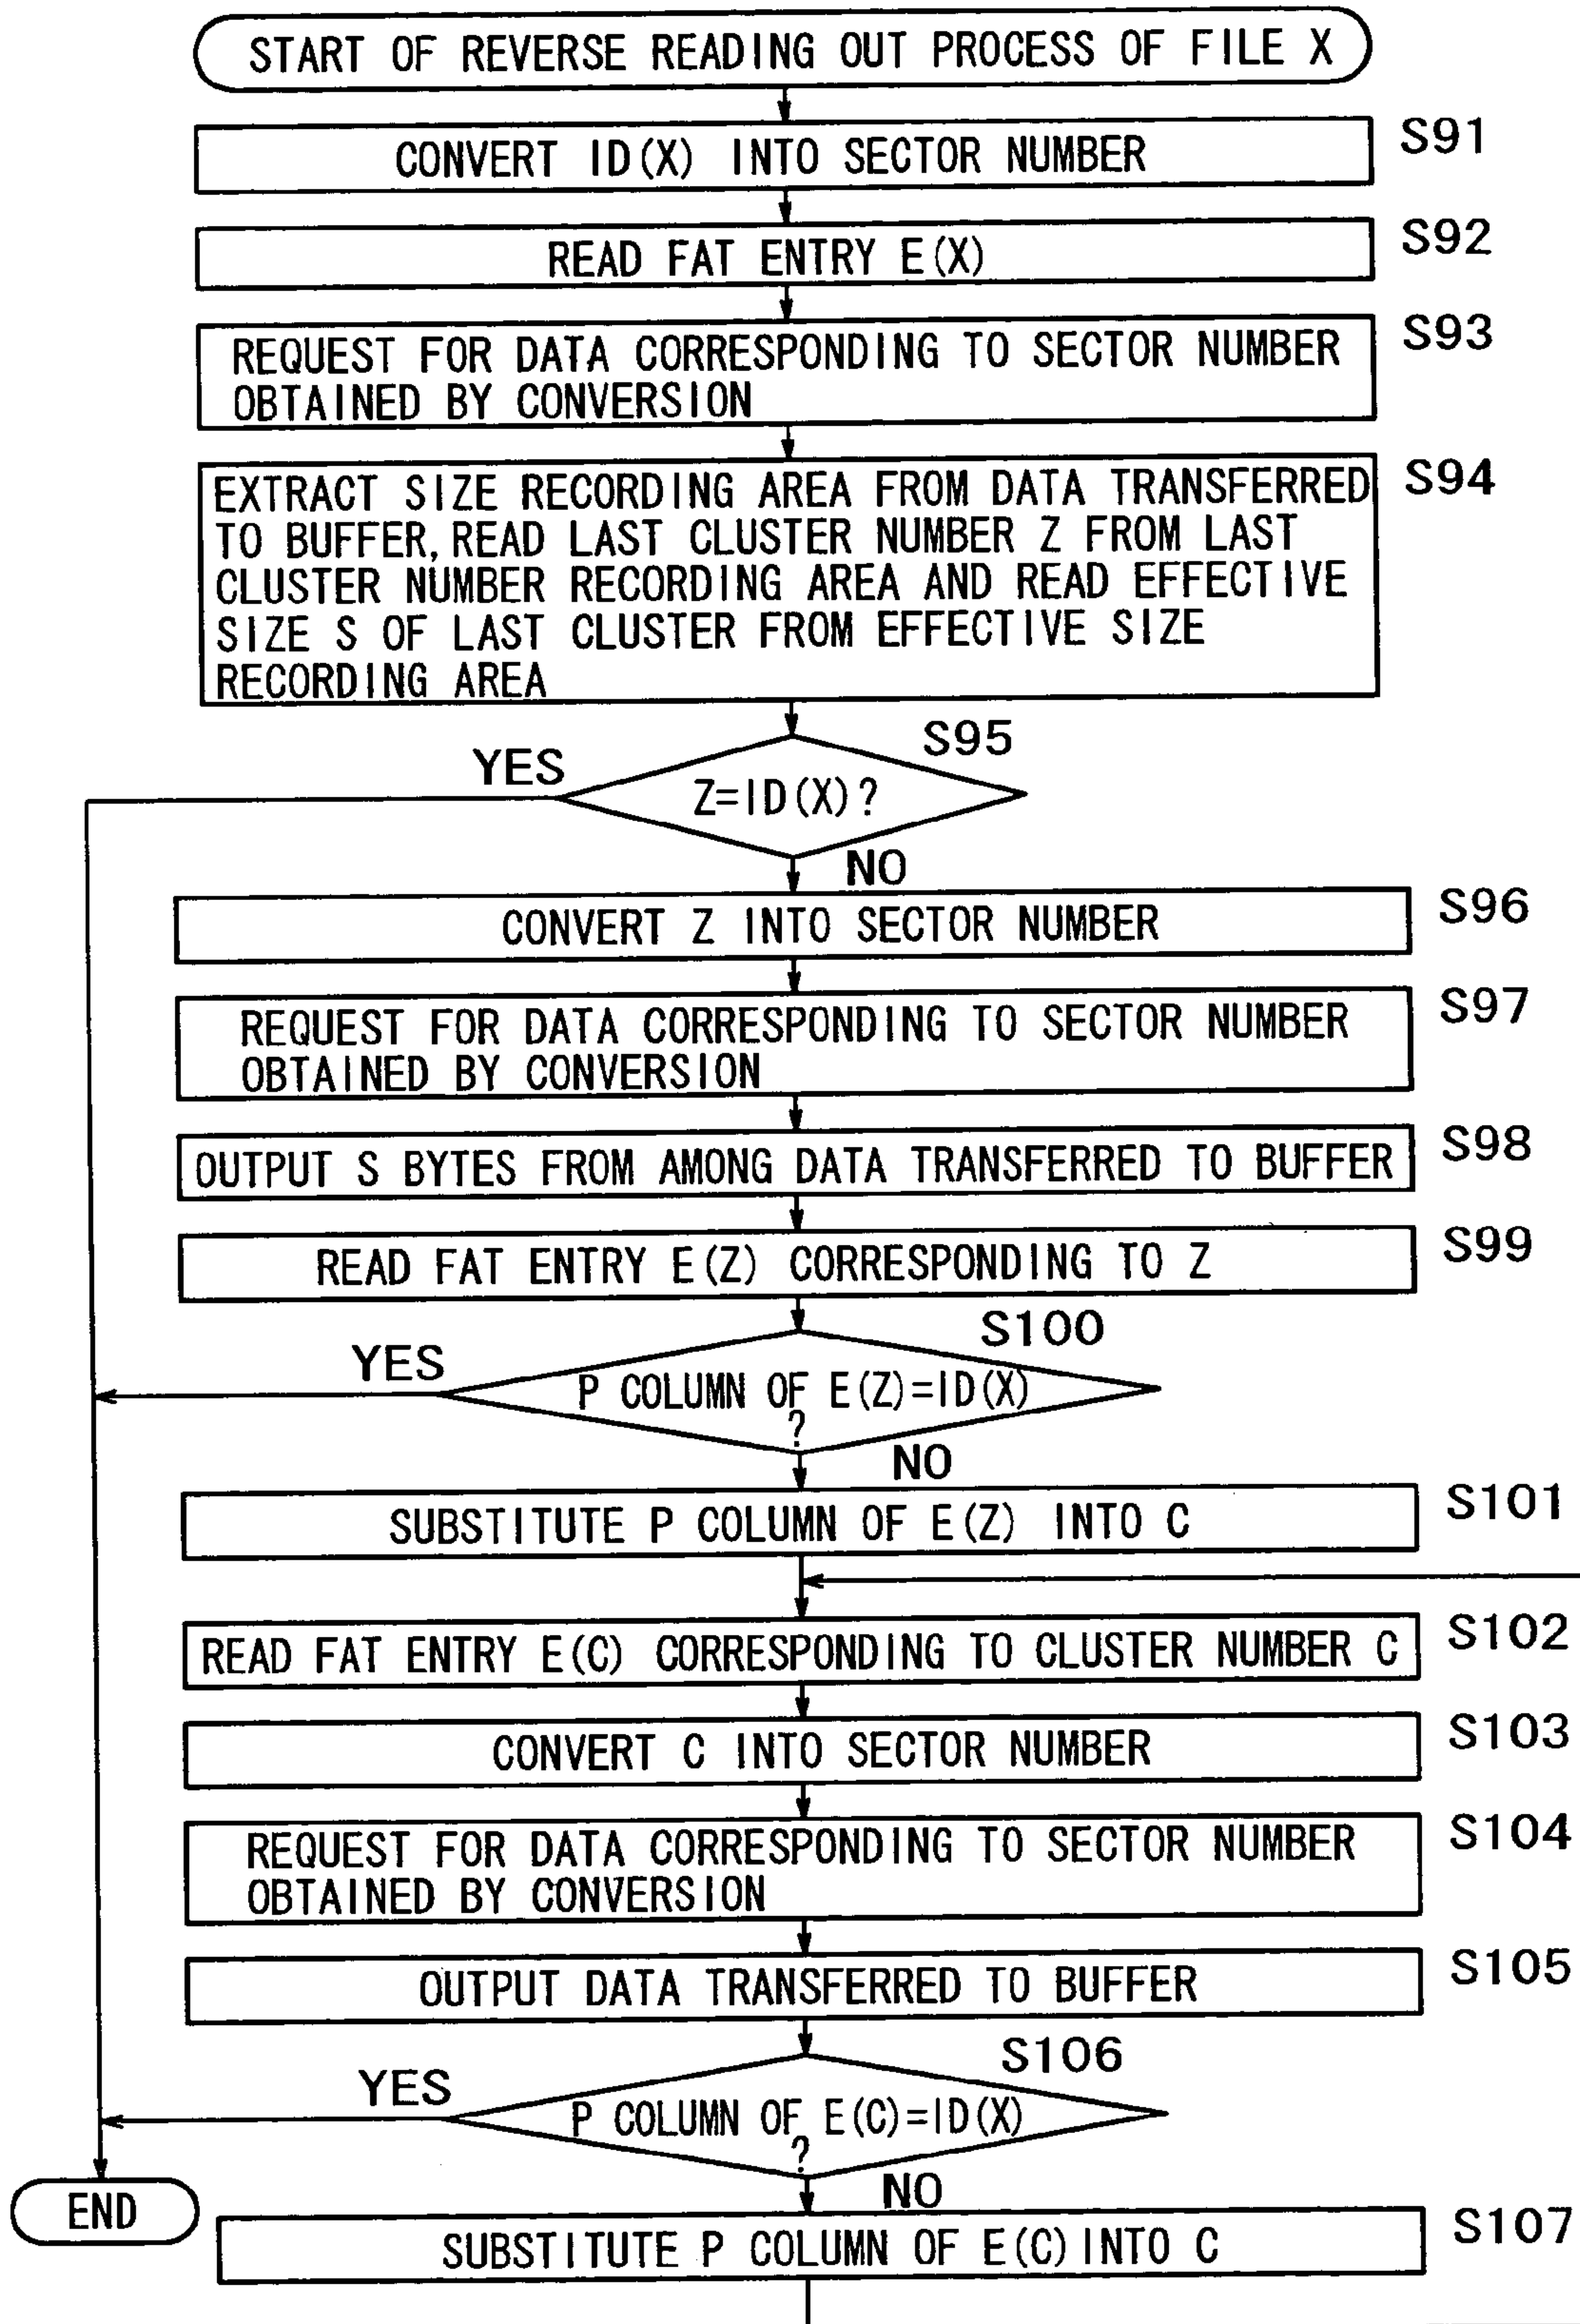 START OF REVERSE READING OUT PROCESS OF FILE X
CONVERT ID(X) INTO SECTOR NUMBER
S91
READ FAT ENTRY E(X)
S92
REQUEST FOR DATA CORRESPONDING TO SECTOR NUMBER
OBTAINED BY CONVERSION
S93
EXTRACT SIZE RECORDING AREA FROM DATA TRANSFERRED
TO BUFFER, READ LAST CLUSTER NUMBER Z FROM LAST
CLUSTER NUMBER RECORDING AREA AND READ EFFECTIVE
SIZE S OF LAST CLUSTER FROM EFFECTIVE SIZE
RECORDING AREA
S94
S95
YES
Z=ID(X)?
NO
CONVERT Z INTO SECTOR NUMBER
S96
REQUEST FOR DATA CORRESPONDING TO SECTOR NUMBER
OBTAINED BY CONVERSION
S97
OUTPUT S BYTES FROM AMONG DATA TRANSFERRED TO BUFFER
S98
READ FAT ENTRY E(Z) CORRESPONDING TO Z
S99
S100
YES
P COLUMN OF E(Z)=ID(X)
?
NO
SUBSTITUTE P COLUMN OF E(Z) INTO C
S101
READ FAT ENTRY E(C) CORRESPONDING TO CLUSTER NUMBER C
S102
CONVERT C INTO SECTOR NUMBER
S103
REQUEST FOR DATA CORRESPONDING TO SECTOR NUMBER
OBTAINED BY CONVERSION
S104
OUTPUT DATA TRANSFERRED TO BUFFER
S105
S106
YES
P COLUMN OF E(C)=ID(X)
?
NO
END
SUBSTITUTE P COLUMN OF E(C) INTO C
S107